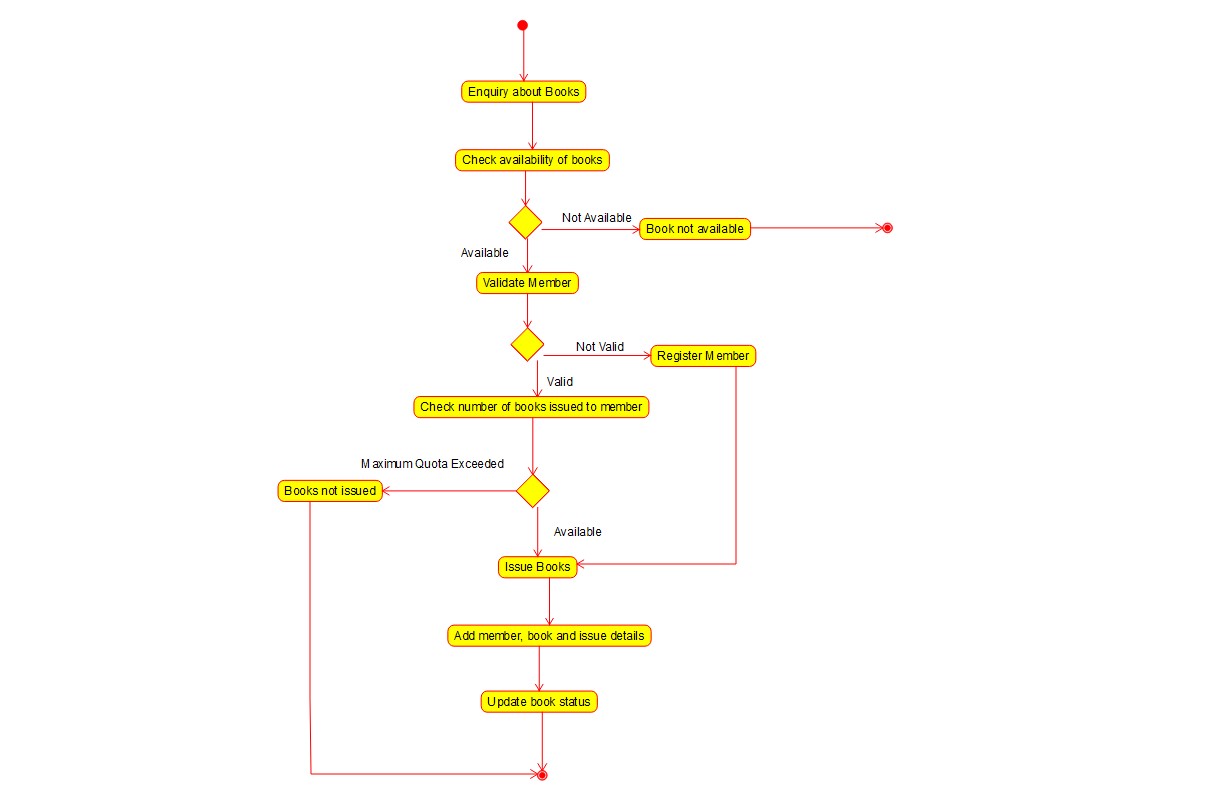 Enquiry about Books
Check availability of books
Not Available
Book not available
Available
Validate Member
Not Valid
Register Member
Valid
Check number of books issued to member
Maximum Quota Exceeded
Books not issued
Available
Issue Books
Add member, book and issue details
Update book status